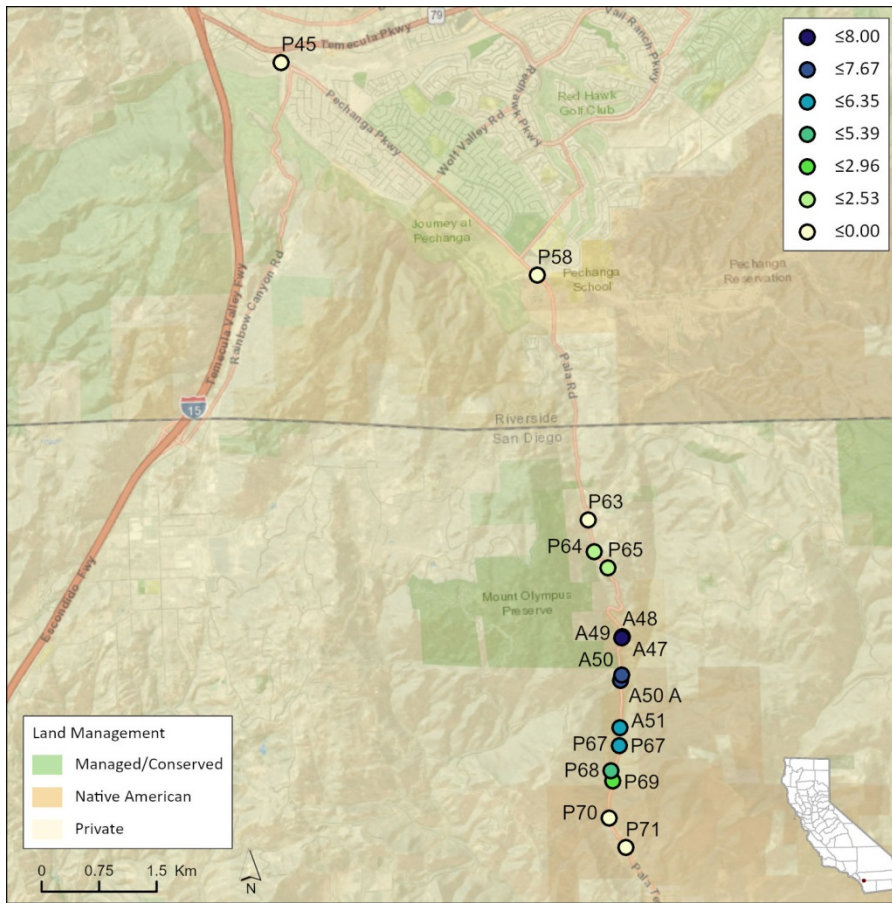 79
Temecula Pkwy
Vail Ranch Pkwy
P45
Redhawk Pkwy
Red Hawk
Golf Club
Pechanga Pkwy
Wolf Valley Rd
≤8.00
≤7.67
≤6.35
≤5.39
≤2.96
≤2.53
≤0.00
Journey at
Pechanga
P58
Pechanga
School
Pechanga
Reservation
Temecula Valley Fwy
Rainbow Canyon Rd
Pala Rd
15
Riverside
San Diego
P63
P64
P65
Escondido Fwy
Mount Olympus
Preserve
A48
A49
A47
A50
A50 A
A51
P67
P67
P68
P69
P70
P71
Pala Te
Land Management
Managed/Conserved
Native American
Private
0 0.75 1.5 Km
N